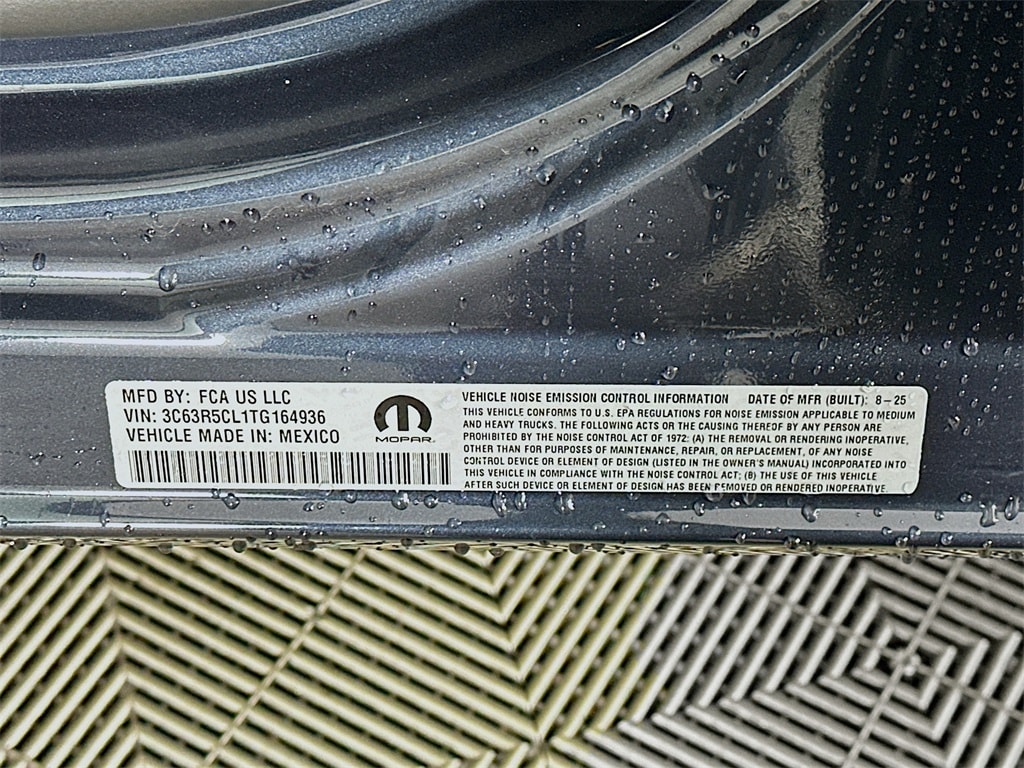 MFD BY: FCA US LLC
VIN: 3C63R5CL1TG164936
VEHICLE MADE IN: MEXICO
MOPAR.
VEHICLE NOISE EMISSION CONTROL INFORMATION DATE OF MFR (BUILT): 8-25
THIS VEHICLE CONFORMS TO U.S. EPA REGULATIONS FOR NOISE EMISSION APPLICABLE TO MEDIUM
AND HEAVY TRUCKS. THE FOLLOWING ACTS OR THE CAUSING THEREOF BY ANY PERSON ARE
PROHIBITED BY THE NOISE CONTROL ACT OF 1972: (A) THE REMOVAL OR RENDERING INOPERATIVE,
OTHER THAN FOR PURPOSES OF MAINTENANCE, REPAIR, OR REPLACEMENT, OF ANY NOISE
CONTROL DEVICE OR ELEMENT OF DESIGN (LISTED IN THE OWNER'S MANUAL) INCORPORATED INTO
THIS VEHICLE IN COMPLIANCE WITH THE NOISE CONTROL ACT; (B) THE USE OF THIS VEHICLE
AFTER SUCH DEVICE OR ELEMENT OF DESIGN HAS BEEN REMOVED OR RENDERED INOPERATIVE.